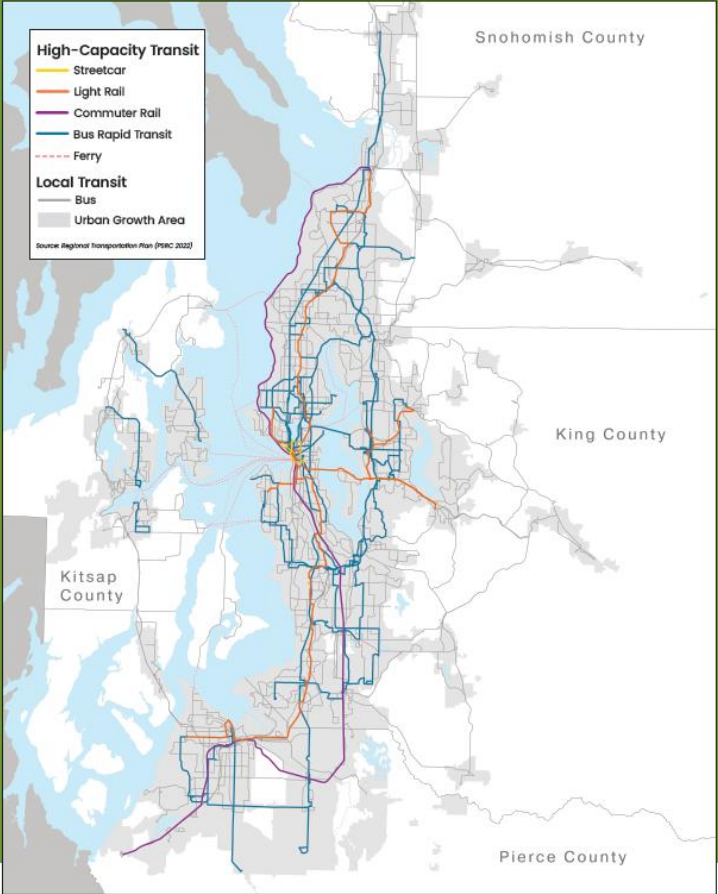 High-Capacity Transit
Streetcar
Light Rail
Commuter Rail
Bus Rapid Transit
Ferry
Local Transit
Bus
Urban Growth Area
Source: Regional Transportation Plan (PSRC 2022)
Snohomish County
King County
Kitsap
County
Pierce County